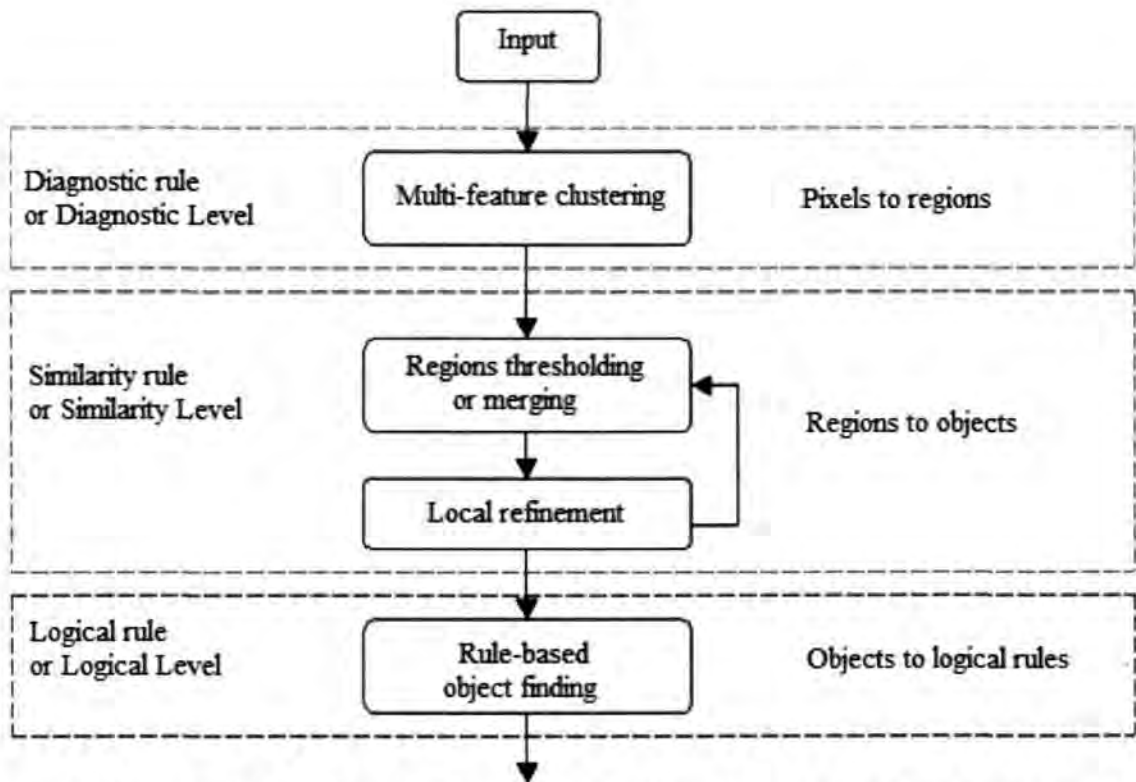 Input
Diagnostic rule
or Diagnostic Level
Multi-feature clustering
Pixels to regions
Similarity rule
or Similarity Level
Regions thresholding
or merging
Regions to objects
Local refinement
Logical rule
or Logical Level
Rule-based
object finding
Objects to logical rules